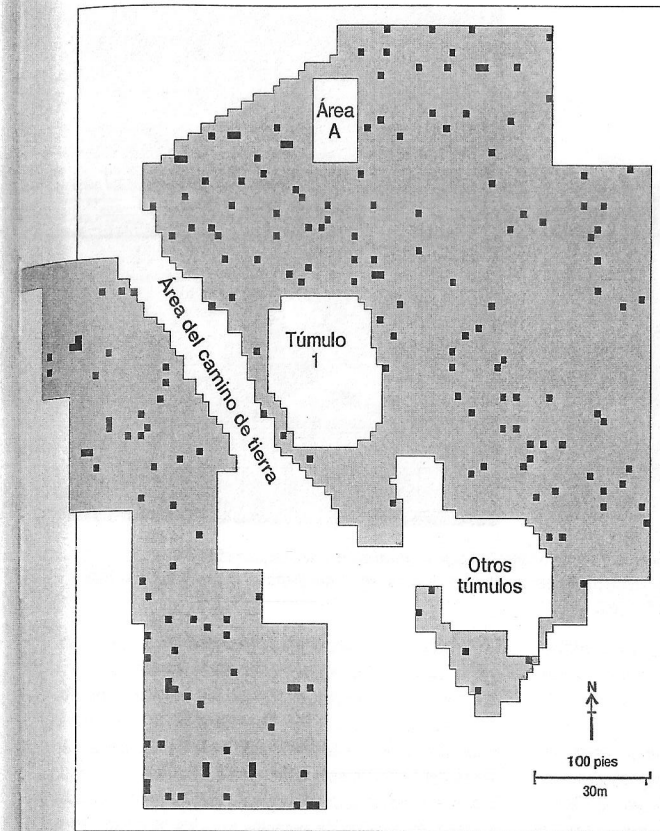 Área
A
Área del camino de tierra
Túmulo
1
Otros
túmulos
N
100 pies
30m